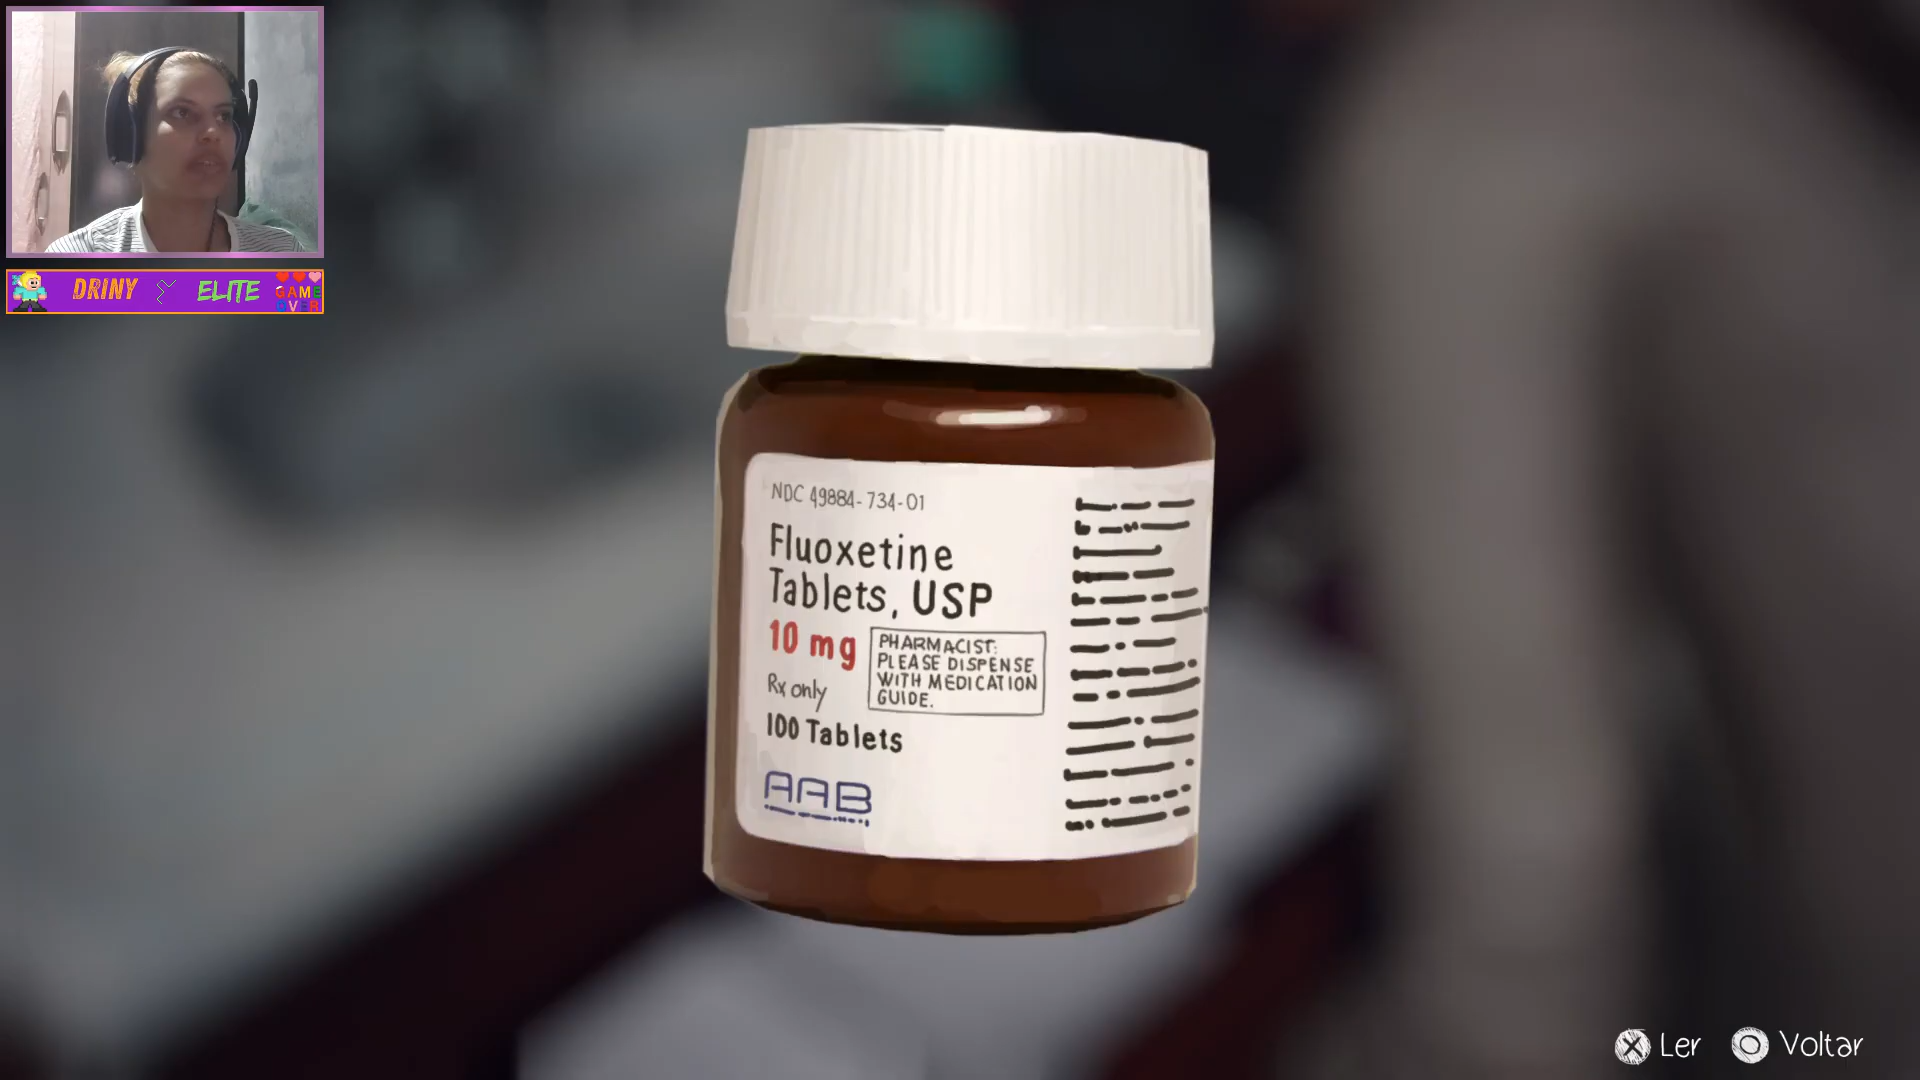 DRINY
ELITE
GAME
OVER
NDC 49884-734-01
Fluoxetine
Tablets, USP
10 mg
PHARMACIST:
PLEASE DISPENSE
WITH MEDICATION
GUIDE.
Rx only
100 Tablets
AAB
Ler
Voltar